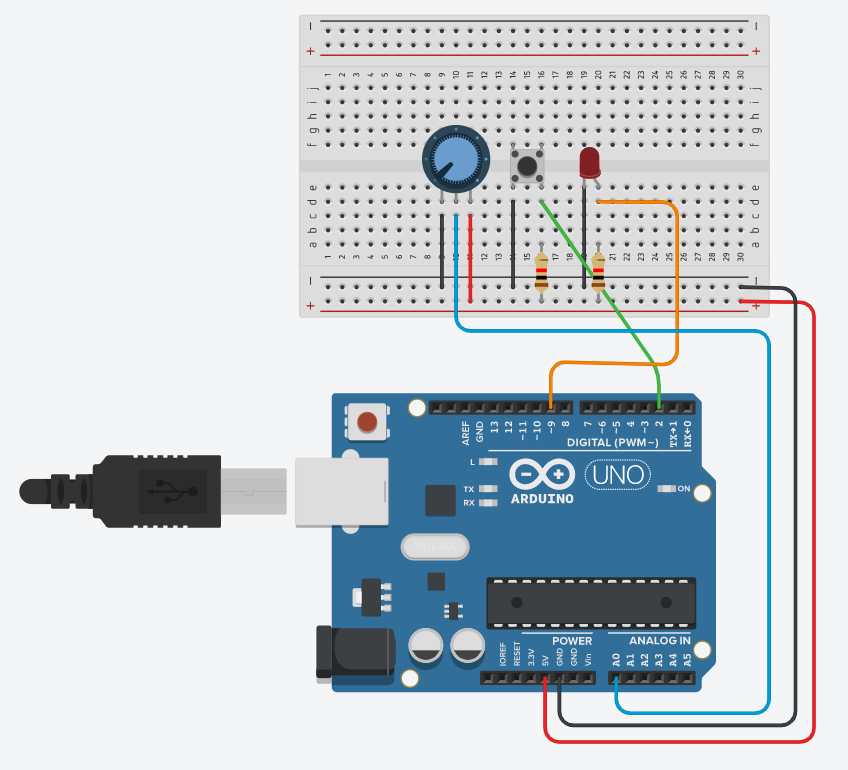 − −
+ +
1 2 3 4 5 6 7 8 9 10 11 12 13 14 15 16 17 18 19 20 21 22 23 24 25 26 27 28 29 30
j j
i i
h h
g g
f f
e e
d d
c c
b b
a a
1 2 3 4 5 6 7 8 9 10 11 12 13 14 15 16 17 18 19 20 21 22 23 24 25 26 27 28 29 30
− −
+ +
AREF GND 13 12 ~11 ~10 ~9 8 7 ~6 ~5 4 ~3 2 TX→1 RX←0
DIGITAL (PWM~)
L
TX
RX
− +
UNO
ON
ARDUINO
POWER ANALOG IN
IOREF RESET 3.3V 5V GND GND Vin A0 A1 A2 A3 A4 A5